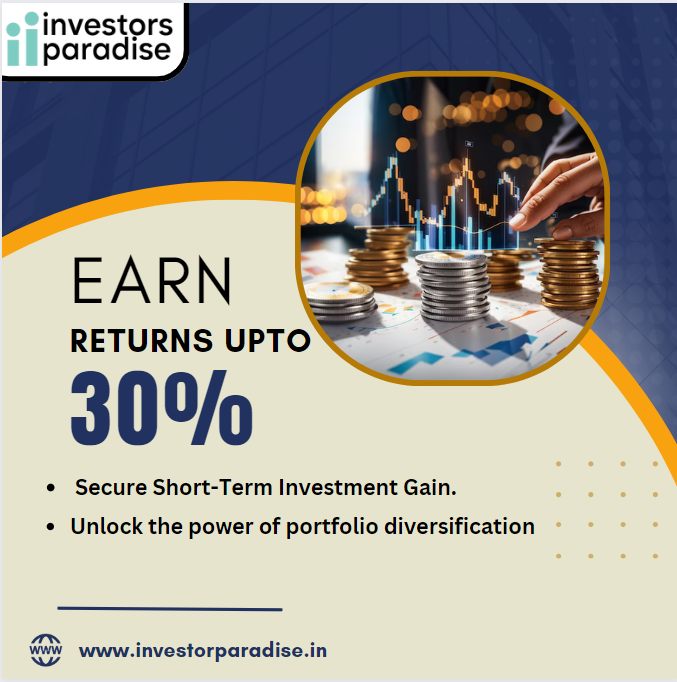 investors
paradise
EARN
RETURNS UPTO
30%
• Secure Short-Term Investment Gain.
• Unlock the power of portfolio diversification
www www.investorparadise.in